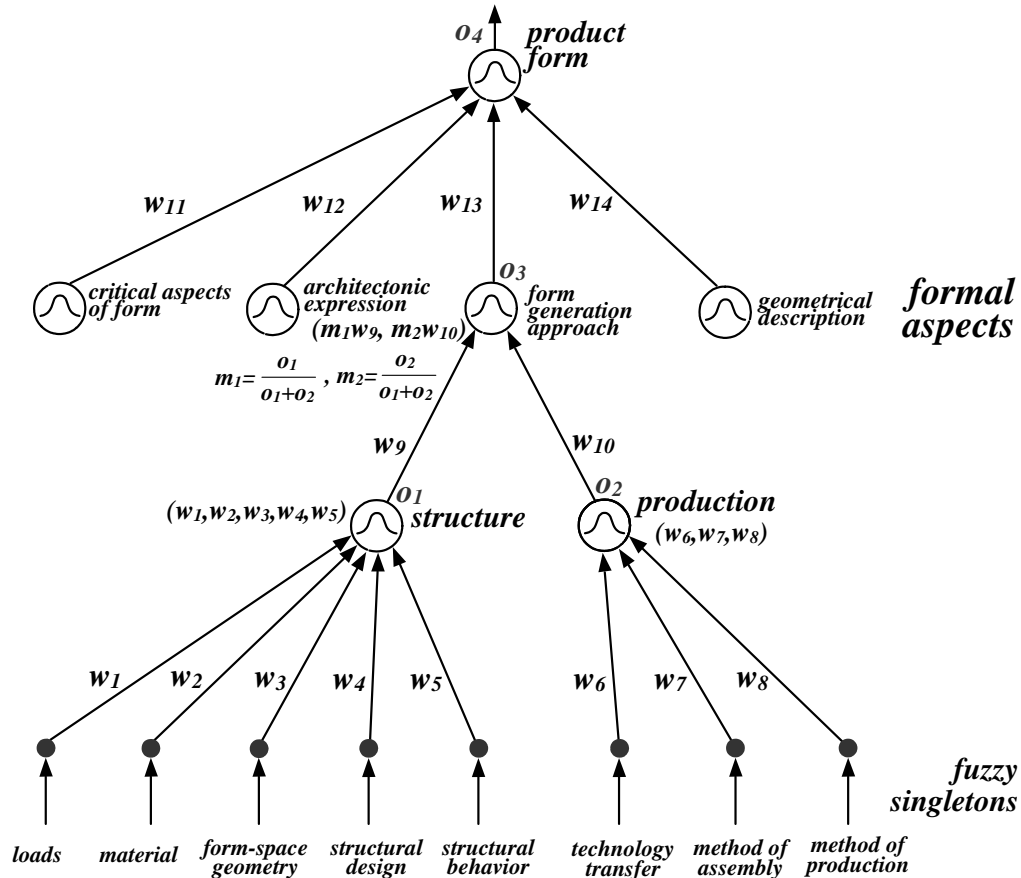 o4
product
form
w11
w12
w13
w14
o3
critical aspects
of form
architectonic
expression
(m1w9, m2w10)
form
generation
approach
geometrical
description
formal
aspects
m1= o1 / o1+o2 , m2= o2 / o1+o2
w9
w10
o1
(w1,w2,w3,w4,w5)
structure
o2
production
(w6,w7,w8)
w1
w2
w3
w4
w5
w6
w7
w8
fuzzy
singletons
loads
material
form-space
geometry
structural
design
structural
behavior
technology
transfer
method of
assembly
method of
production